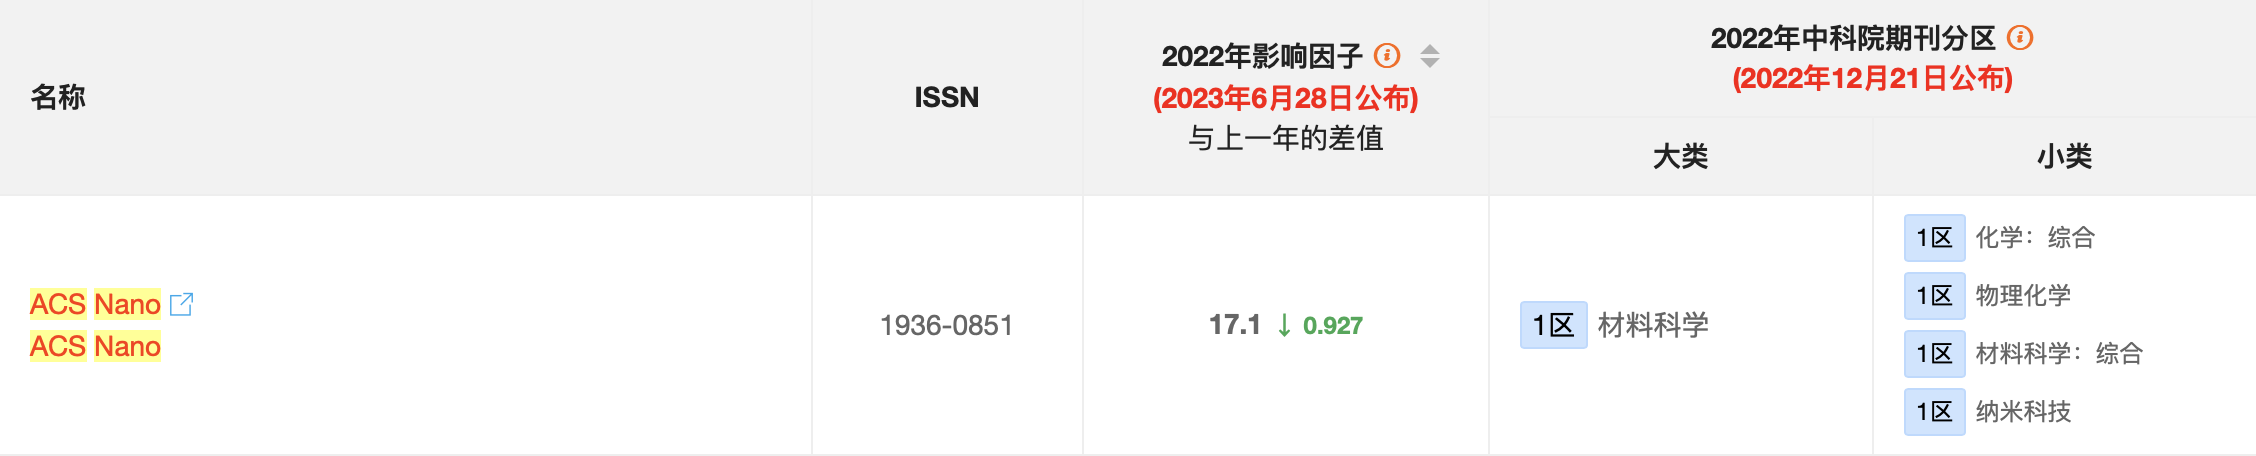 名称
ISSN
2022年影响因子
(2023年6月28日公布)
与上一年的差值
2022年中科院期刊分区
(2022年12月21日公布)
大类
小类
ACS Nano
ACS Nano
1936-0851
17.1 ↓ 0.927
1区 材料科学
1区 化学：综合
1区 物理化学
1区 材料科学：综合
1区 纳米科技